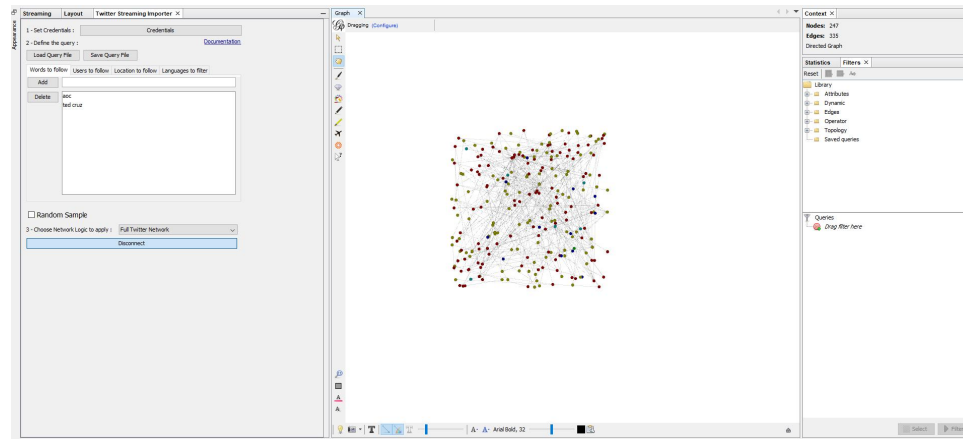 Streaming Layout Twitter Streaming Importer ×
Appearance
1 - Set Credentials : Credentials
2 - Define the query : Documentation
Load Query File Save Query File
Words to follow Users to follow Location to follow Languages to filter
Add
Delete
aoc
ted cruz
Random Sample
3 - Choose Network Logic to apply : Full Twitter Network
Disconnect
Graph ×
Dragging (Configure)
T A- A- Arial Bold, 32
Context ×
Nodes: 247
Edges: 335
Directed Graph
Statistics Filters ×
Reset
Library
Attributes
Dynamic
Edges
Operator
Topology
Saved queries
Queries
Drag filter here
Select Filter